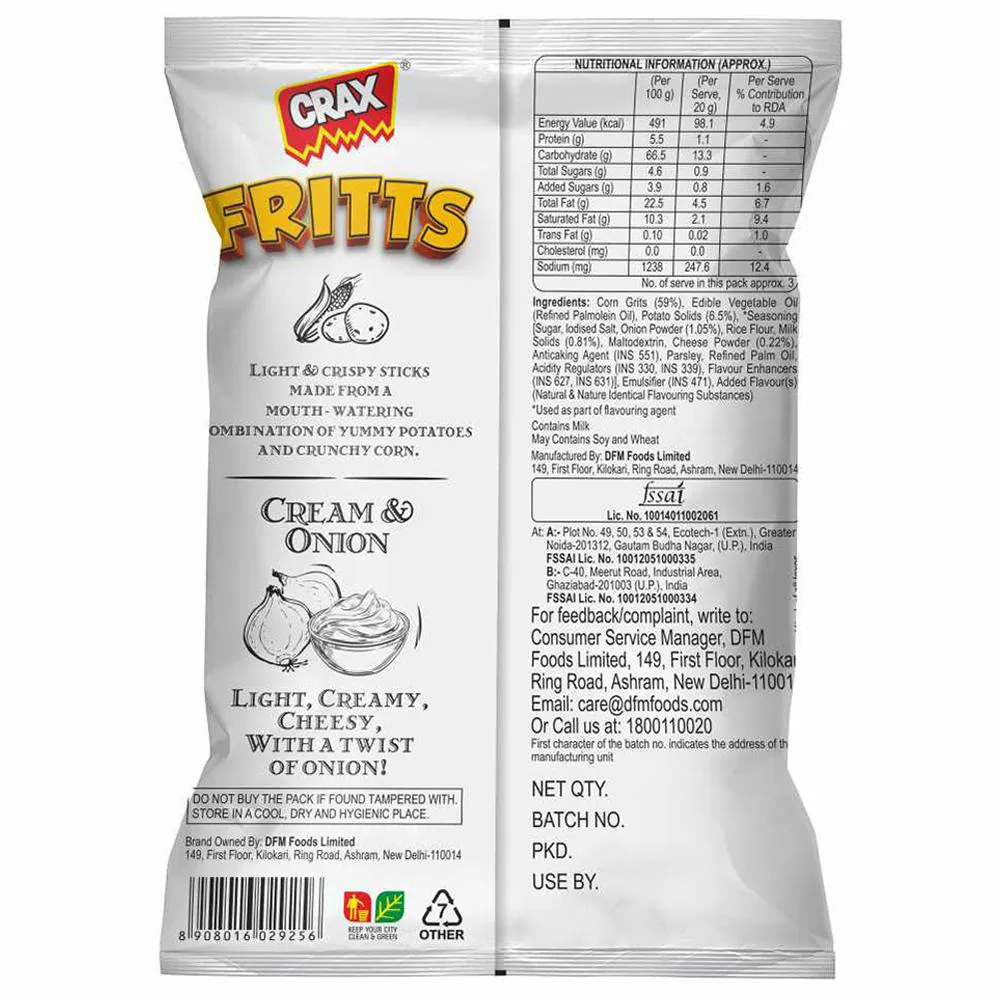 CRAX ®
FRITTS
LIGHT & CRISPY STICKS
MADE FROM A
MOUTH-WATERING
OMBINATION OF YUMMY POTATOES
AND CRUNCHY CORN.
CREAM &
ONION
LIGHT, CREAMY,
CHEESY,
WITH A TWIST
OF ONION!
DO NOT BUY THE PACK IF FOUND TAMPERED WITH.
STORE IN A COOL, DRY AND HYGIENIC PLACE.
Brand Owned By: DFM Foods Limited
149, First Floor, Kilokari, Ring Road, Ashram, New Delhi-110014
8 908016 029256
KEEP YOUR CITY
CLEAN & GREEN
7
OTHER
NUTRITIONAL INFORMATION (APPROX.)
(Per 100 g) (Per Serve, 20 g) Per Serve % Contribution to RDA
Energy Value (kcal) 491 98.1 4.9
Protein (g) 5.5 1.1 -
Carbohydrate (g) 66.5 13.3 -
Total Sugars (g) 4.6 0.9 -
Added Sugars (g) 3.9 0.8 1.6
Total Fat (g) 22.5 4.5 6.7
Saturated Fat (g) 10.3 2.1 9.4
Trans Fat (g) 0.10 0.02 1.0
Cholesterol (mg) 0.0 0.0 -
Sodium (mg) 1238 247.6 12.4
No. of serve in this pack approx. 3
Ingredients: Corn Grits (59%), Edible Vegetable Oil
(Refined Palmolein Oil), Potato Solids (6.5%), *Seasoning
[Sugar, Iodised Salt, Onion Powder (1.05%), Rice Flour, Milk
Solids (0.81%), Maltodextrin, Cheese Powder (0.22%),
Anticaking Agent (INS 551), Parsley, Refined Palm Oil,
Acidity Regulators (INS 330, INS 339), Flavour Enhancers
(INS 627, INS 631)], Emulsifier (INS 471), Added Flavour(s)
(Natural & Nature Identical Flavouring Substances)
*Used as part of flavouring agent
Contains Milk
May Contains Soy and Wheat
Manufactured By: DFM Foods Limited
149, First Floor, Kilokari, Ring Road, Ashram, New Delhi-110014
fssai
Lic. No. 10014011002061
At: A:- Plot No. 49, 50, 53 & 54, Ecotech-1 (Extn.), Greater
Noida-201312, Gautam Budha Nagar, (U.P.), India
FSSAI Lic. No. 10012051000335
B:- C-40, Meerut Road, Industrial Area,
Ghaziabad-201003 (U.P.), India
FSSAI Lic. No. 10012051000334
For feedback/complaint, write to:
Consumer Service Manager, DFM
Foods Limited, 149, First Floor, Kilokar
Ring Road, Ashram, New Delhi-11001
Email: care@dfmfoods.com
Or Call us at: 1800110020
First character of the batch no. indicates the address of th
manufacturing unit
NET QTY.
BATCH NO.
PKD.
USE BY.